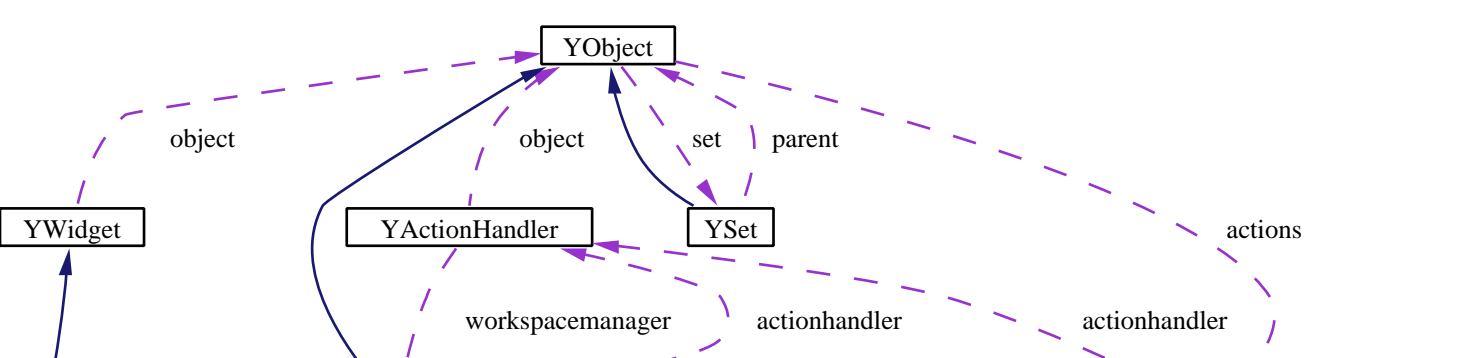 YObject
object
object
set
parent
YWidget
YActionHandler
YSet
actions
workspacemanager
actionhandler
actionhandler